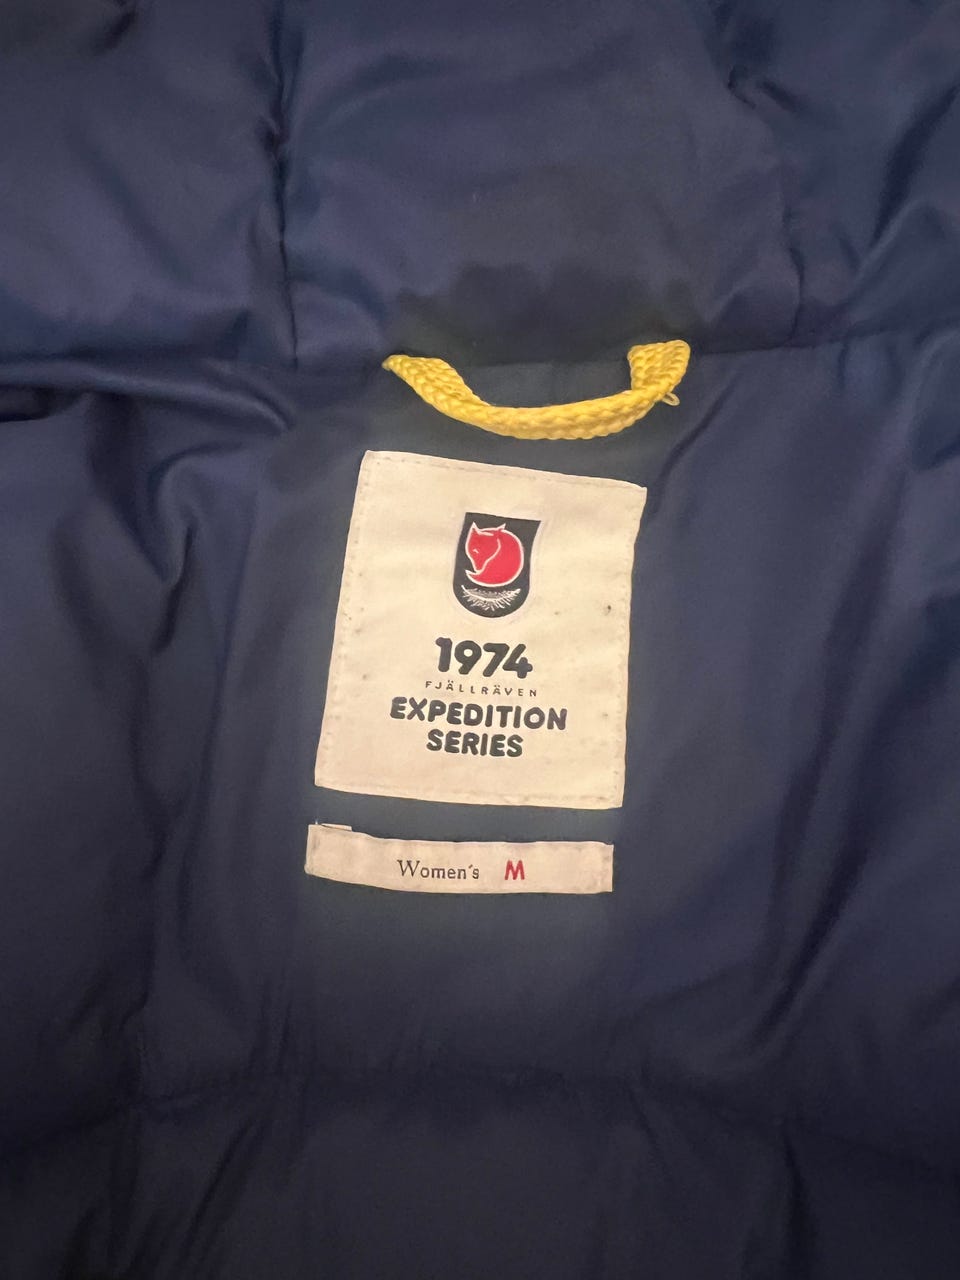 1974
FJÄLLRÄVEN
EXPEDITION
SERIES
Women´s M